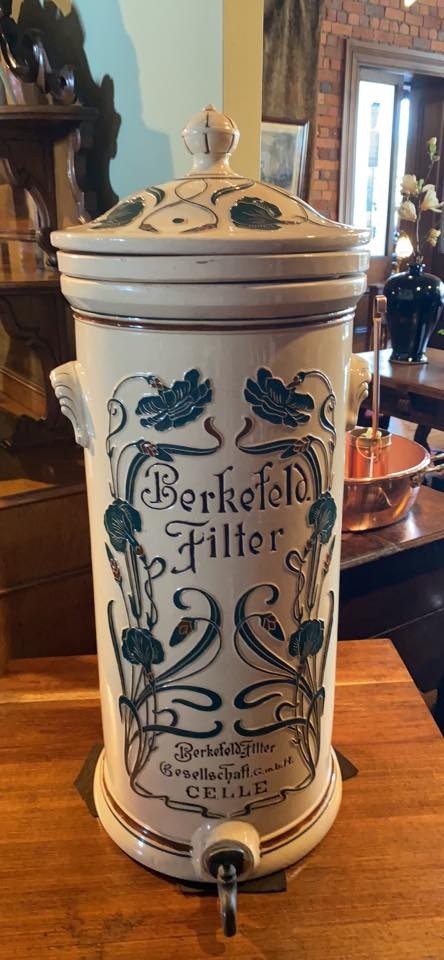 Berkefeld
Filter
Berkefeld-Filter
Gesellschaft. G.m.b.H.
CELLE